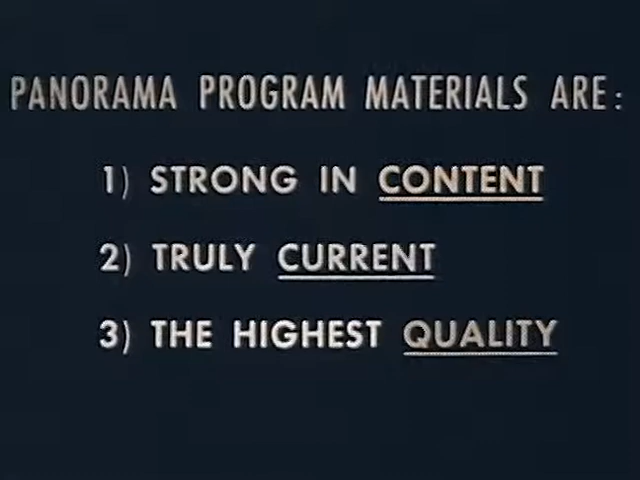 PANORAMA PROGRAM MATERIALS ARE:
1) STRONG IN CONTENT
2) TRULY CURRENT
3) THE HIGHEST QUALITY